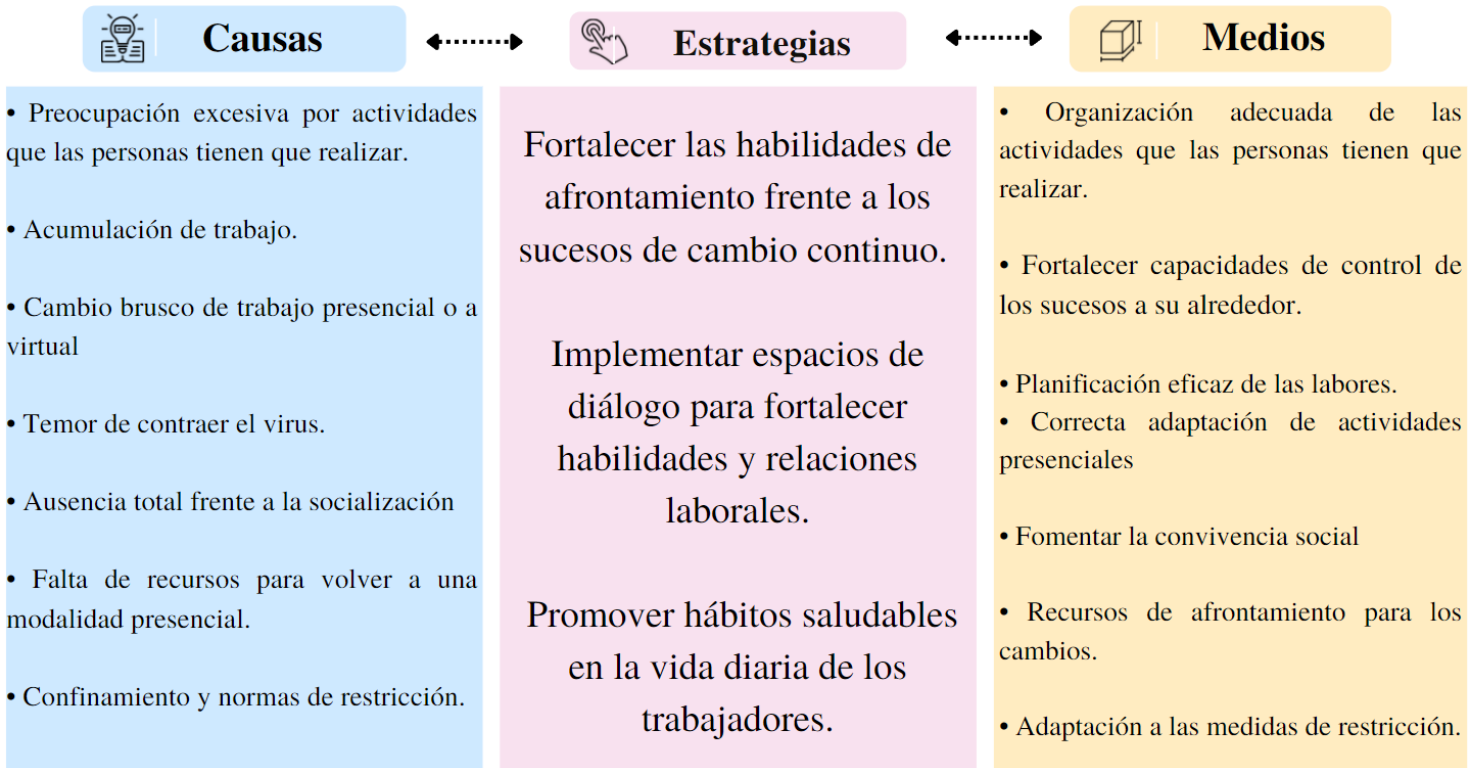 Causas
Estrategias
Medios
• Preocupación excesiva por actividades
que las personas tienen que realizar.
• Acumulación de trabajo.
• Cambio brusco de trabajo presencial o a
virtual
• Temor de contraer el virus.
• Ausencia total frente a la socialización
• Falta de recursos para volver a una
modalidad presencial.
• Confinamiento y normas de restricción.
Fortalecer las habilidades de
afrontamiento frente a los
sucesos de cambio continuo.
Implementar espacios de
diálogo para fortalecer
habilidades y relaciones
laborales.
Promover hábitos saludables
en la vida diaria de los
trabajadores.
• Organización adecuada de las
actividades que las personas tienen que
realizar.
• Fortalecer capacidades de control de
los sucesos a su alrededor.
• Planificación eficaz de las labores.
• Correcta adaptación de actividades
presenciales
• Fomentar la convivencia social
• Recursos de afrontamiento para los
cambios.
• Adaptación a las medidas de restricción.